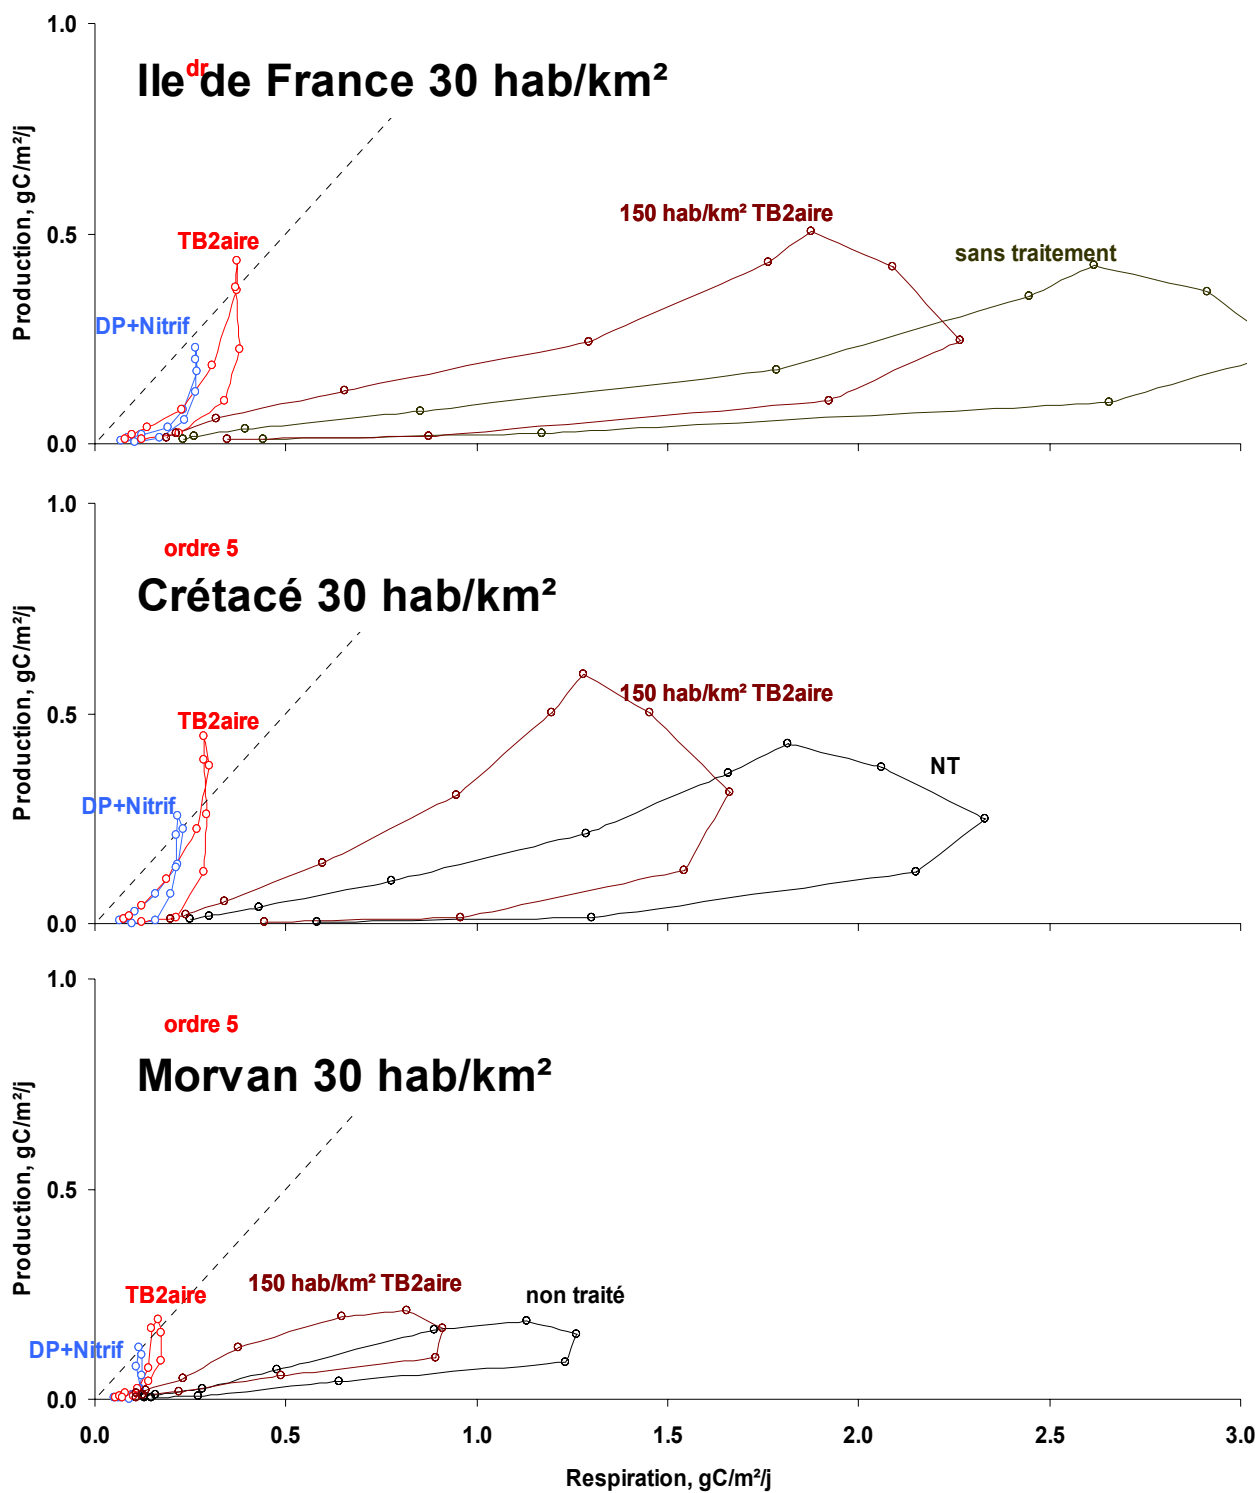 1.0
dr
Ile de France 30 hab/km²
150 hab/km² TB2aire
TB2aire
sans traitement
0.5
DP+Nitrif
0.0
Production, gC/m²/j
1.0
ordre 5
Crétacé 30 hab/km²
150 hab/km² TB2aire
TB2aire
0.5
NT
DP+Nitrif
0.0
Production, gC/m²/j
1.0
ordre 5
Morvan 30 hab/km²
0.5
150 hab/km² TB2aire
TB2aire
non traité
DP+Nitrif
0.0
Production, gC/m²/j
0.0 0.5 1.0 1.5 2.0 2.5 3.0
Respiration, gC/m²/j